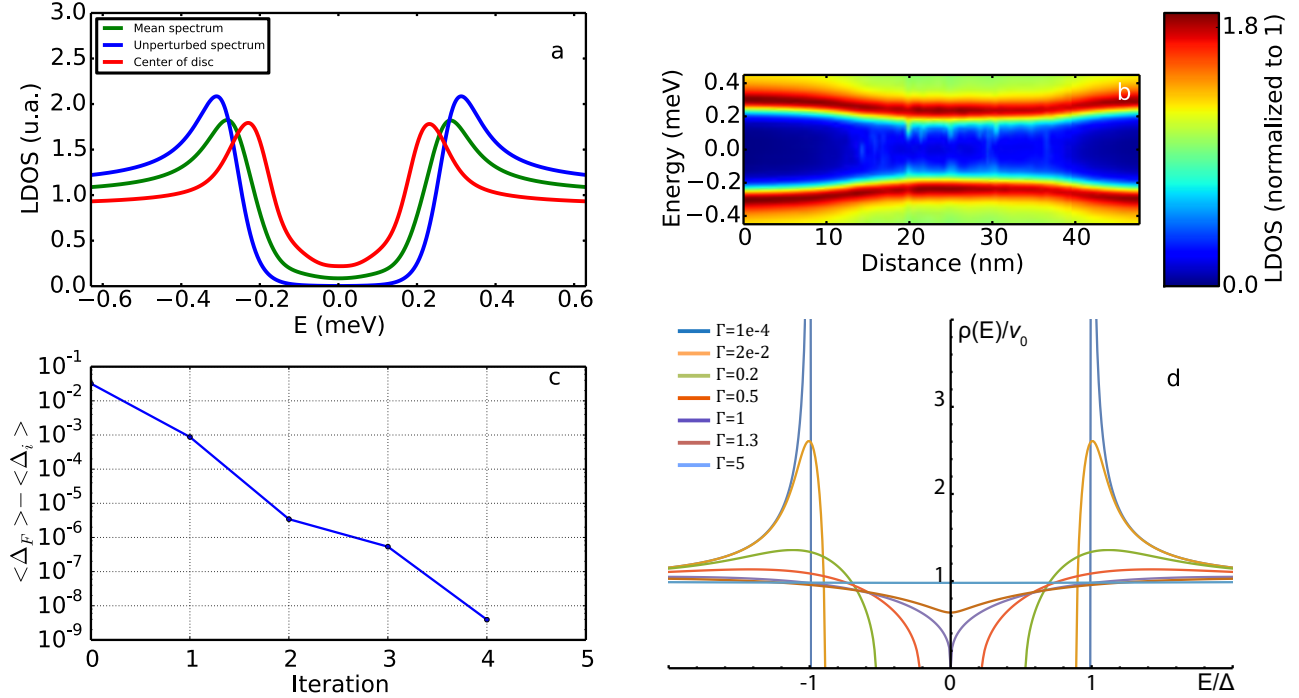 3.0
2.5
2.0
1.5
1.0
0.5
0.0
LDOS (u.a.)
Mean spectrum
Unperturbed spectrum
Center of disc
a
−0.6 −0.4 −0.2 0.0 0.2 0.4 0.6
E (meV)
0.4
0.2
0.0
−0.2
−0.4
Energy (meV)
b
0 10 20 30 40
Distance (nm)
1.8
0.0
LDOS (normalized to 1)
10⁻¹
10⁻²
10⁻³
10⁻⁴
10⁻⁵
10⁻⁶
10⁻⁷
10⁻⁸
10⁻⁹
<Δ_F>−<Δ_i>
c
0 1 2 3 4 5
Iteration
Γ=1e-4
Γ=2e-2
Γ=0.2
Γ=0.5
Γ=1
Γ=1.3
Γ=5
ρ(E)/ν₀
d
3
2
1
-1 0 1 E/Δ